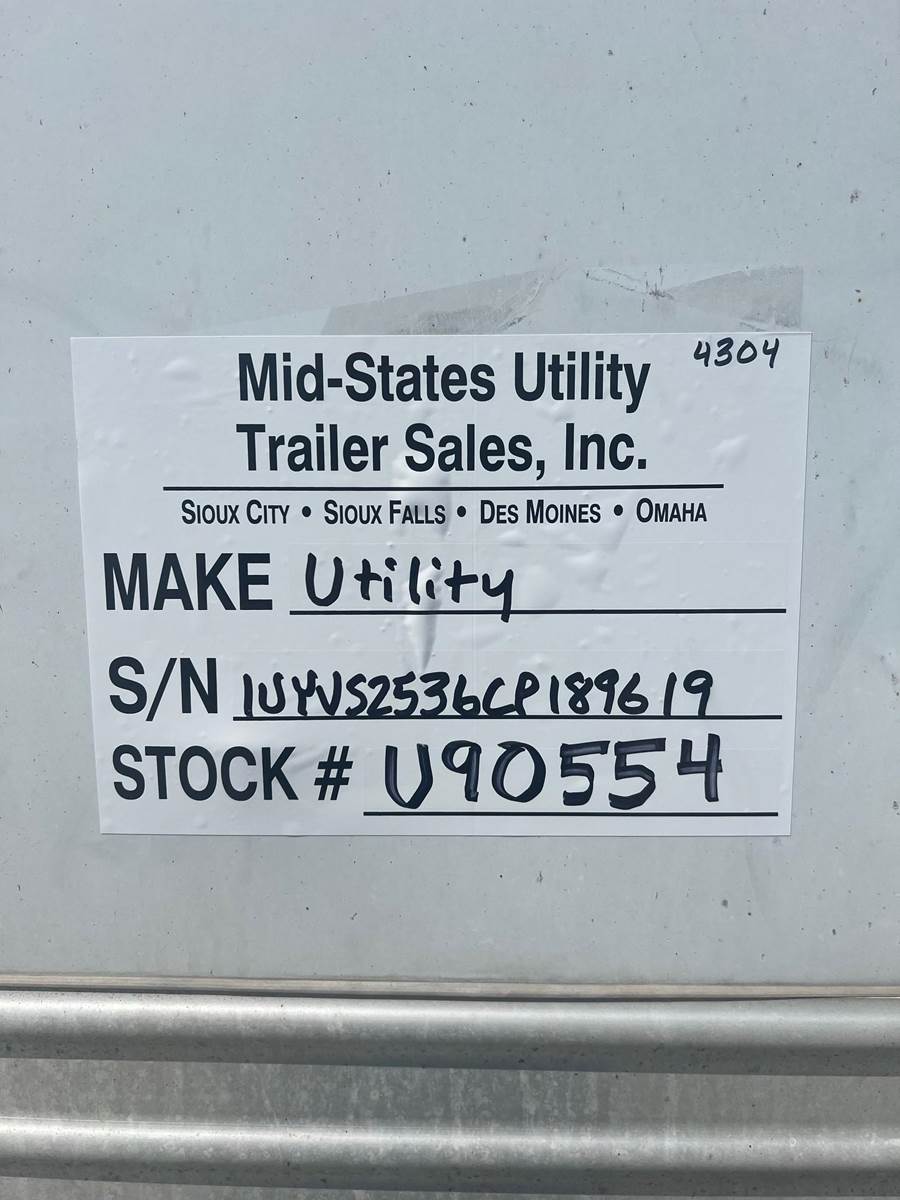 4304
Mid-States Utility
Trailer Sales, Inc.
SIOUX CITY • SIOUX FALLS • DES MOINES • OMAHA
MAKE Utility
S/N 1UYVS2536CP189619
STOCK # U90554